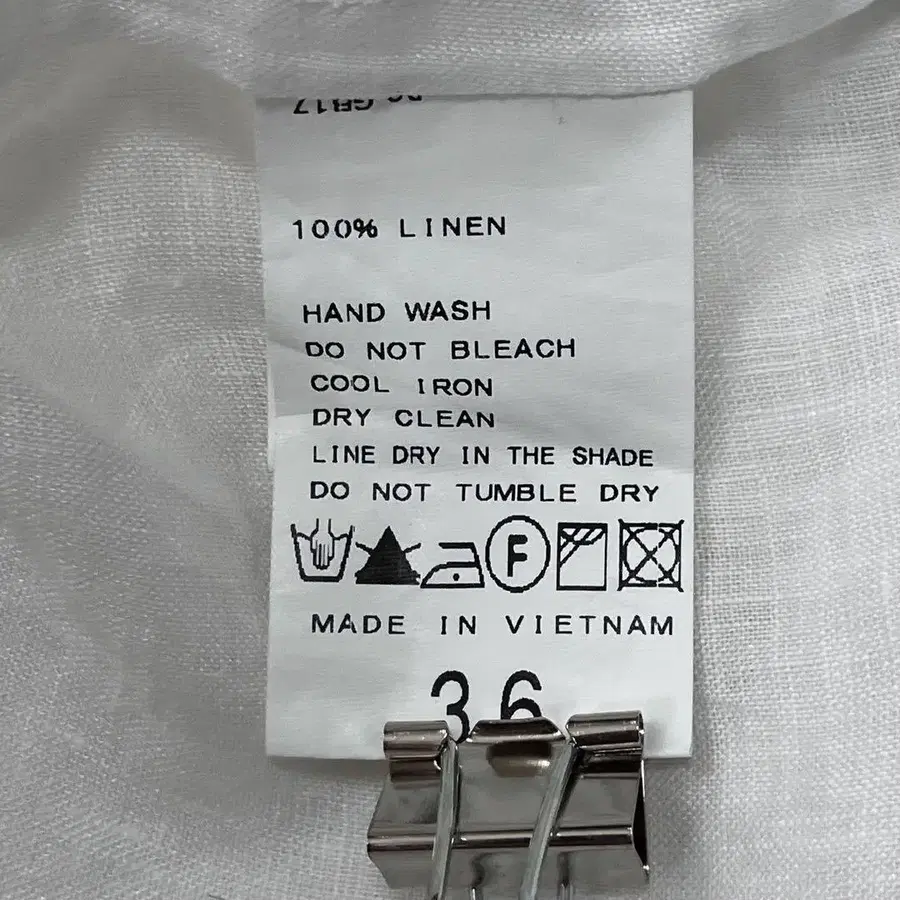 100% LINEN
HAND WASH
DO NOT BLEACH
COOL IRON
DRY CLEAN
LINE DRY IN THE SHADE
DO NOT TUMBLE DRY
F
MADE IN VIETNAM
36